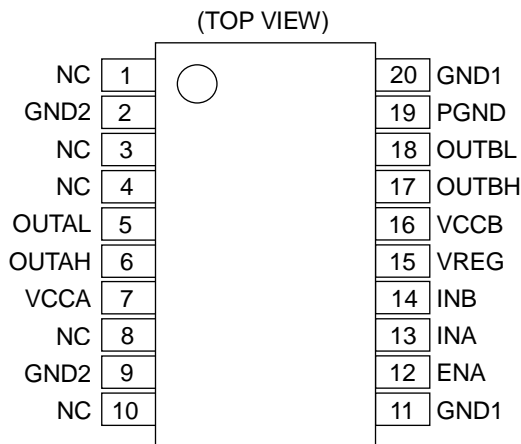 (TOP VIEW)
NC 1 20 GND1
GND2 2 19 PGND
NC 3 18 OUTBL
NC 4 17 OUTBH
OUTAL 5 16 VCCB
OUTAH 6 15 VREG
VCCA 7 14 INB
NC 8 13 INA
GND2 9 12 ENA
NC 10 11 GND1